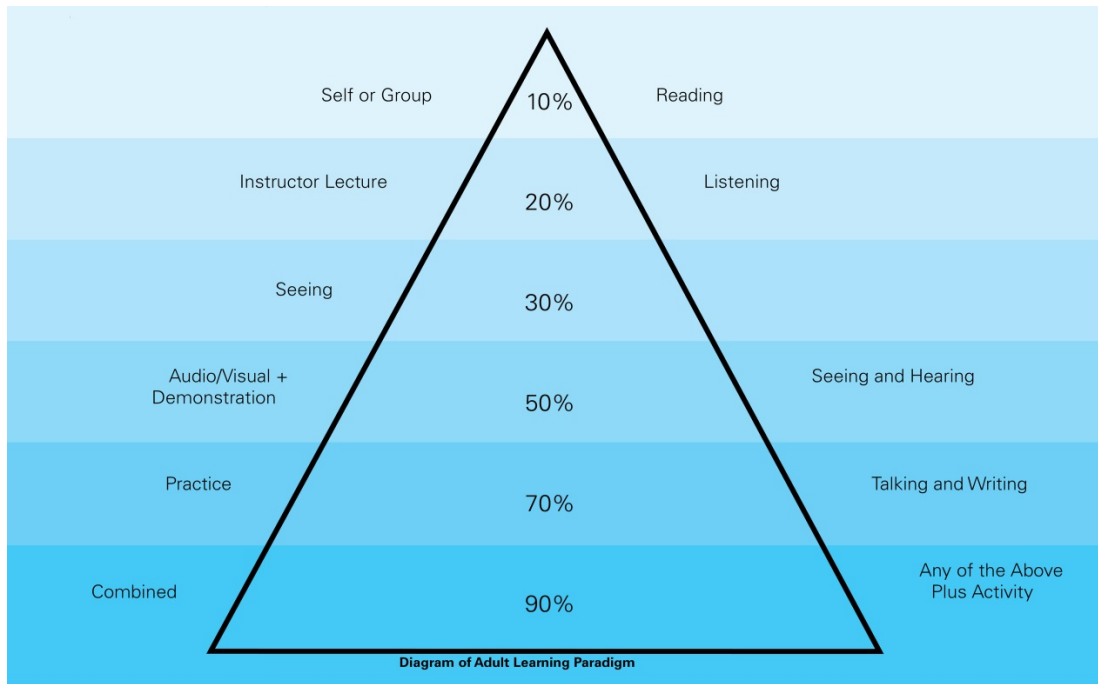 Self or Group
10%
Reading
Instructor Lecture
20%
Listening
Seeing
30%
Audio/Visual +
Demonstration
50%
Seeing and Hearing
Practice
70%
Talking and Writing
Combined
90%
Any of the Above
Plus Activity
Diagram of Adult Learning Paradigm